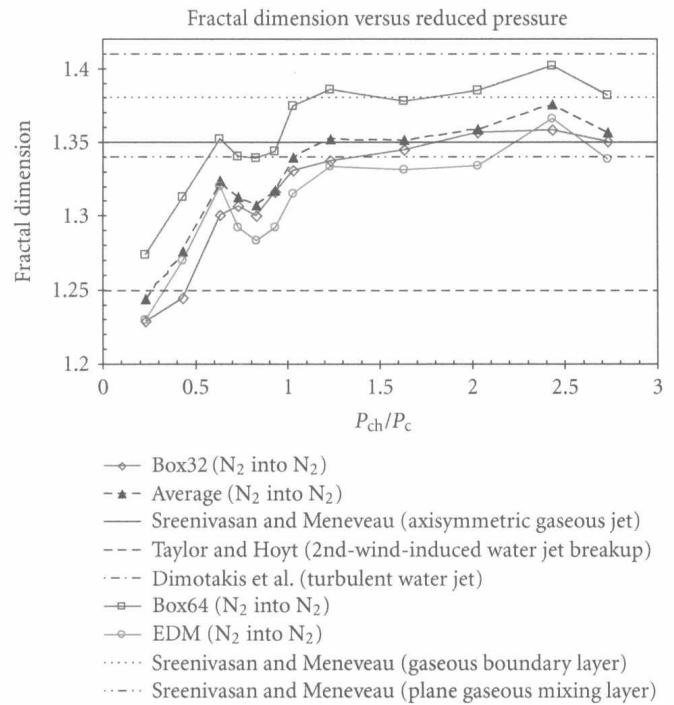 Fractal dimension versus reduced pressure
1.4
1.35
1.3
1.25
1.2
Fractal dimension
0 0.5 1 1.5 2 2.5 3
P_ch/P_c
Box32 (N₂ into N₂)
Average (N₂ into N₂)
Sreenivasan and Meneveau (axisymmetric gaseous jet)
Taylor and Hoyt (2nd-wind-induced water jet breakup)
Dimotakis et al. (turbulent water jet)
Box64 (N₂ into N₂)
EDM (N₂ into N₂)
Sreenivasan and Meneveau (gaseous boundary layer)
Sreenivasan and Meneveau (plane gaseous mixing layer)